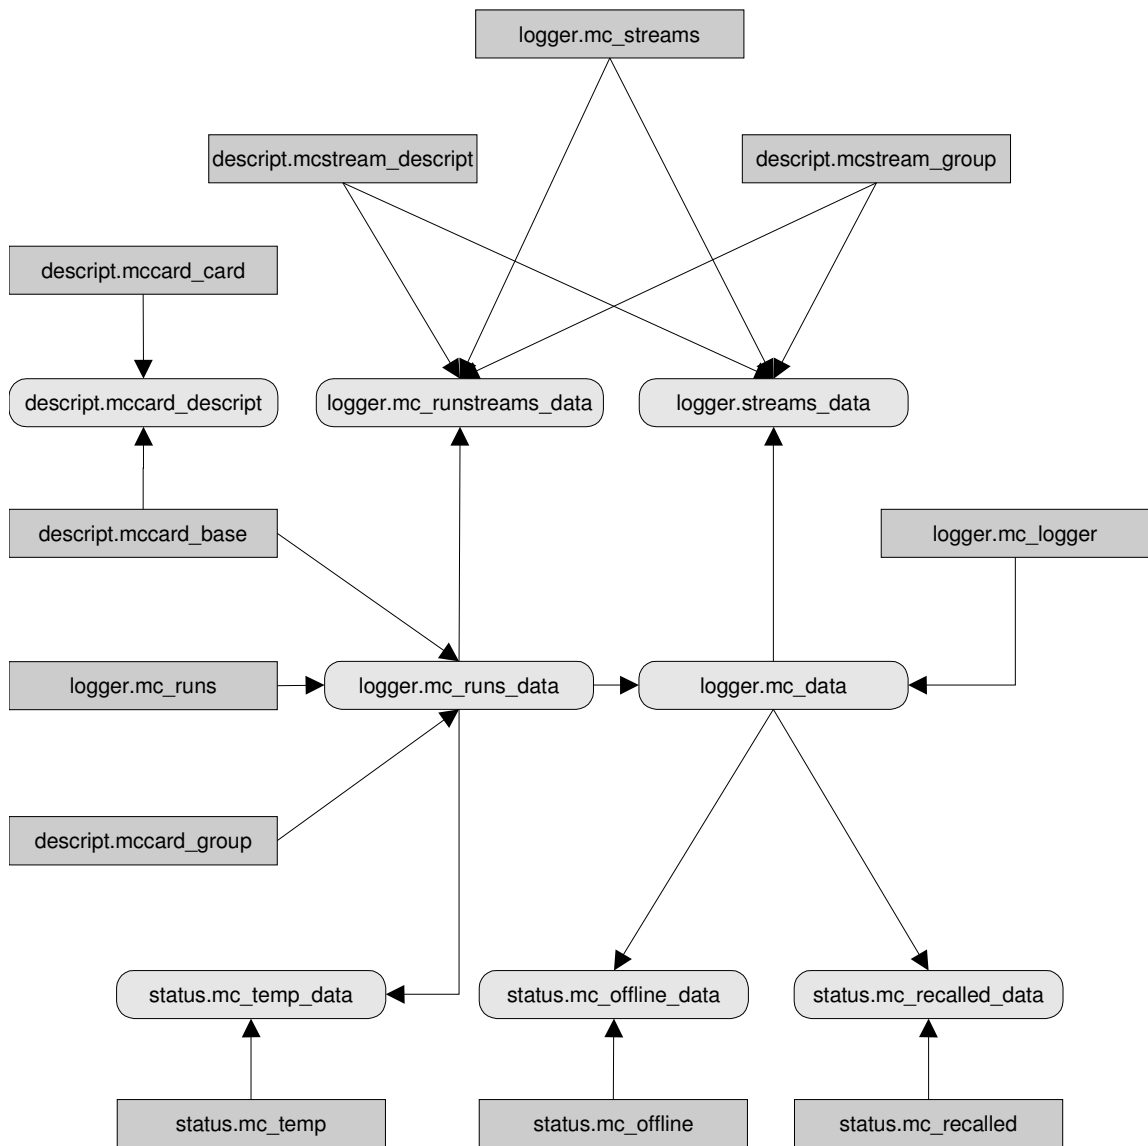 logger.mc_streams
descript.mcstream_descript
descript.mcstream_group
descript.mccard_card
descript.mccard_descript
logger.mc_runstreams_data
logger.streams_data
descript.mccard_base
logger.mc_logger
logger.mc_runs
logger.mc_runs_data
logger.mc_data
descript.mccard_group
status.mc_temp_data
status.mc_offline_data
status.mc_recalled_data
status.mc_temp
status.mc_offline
status.mc_recalled